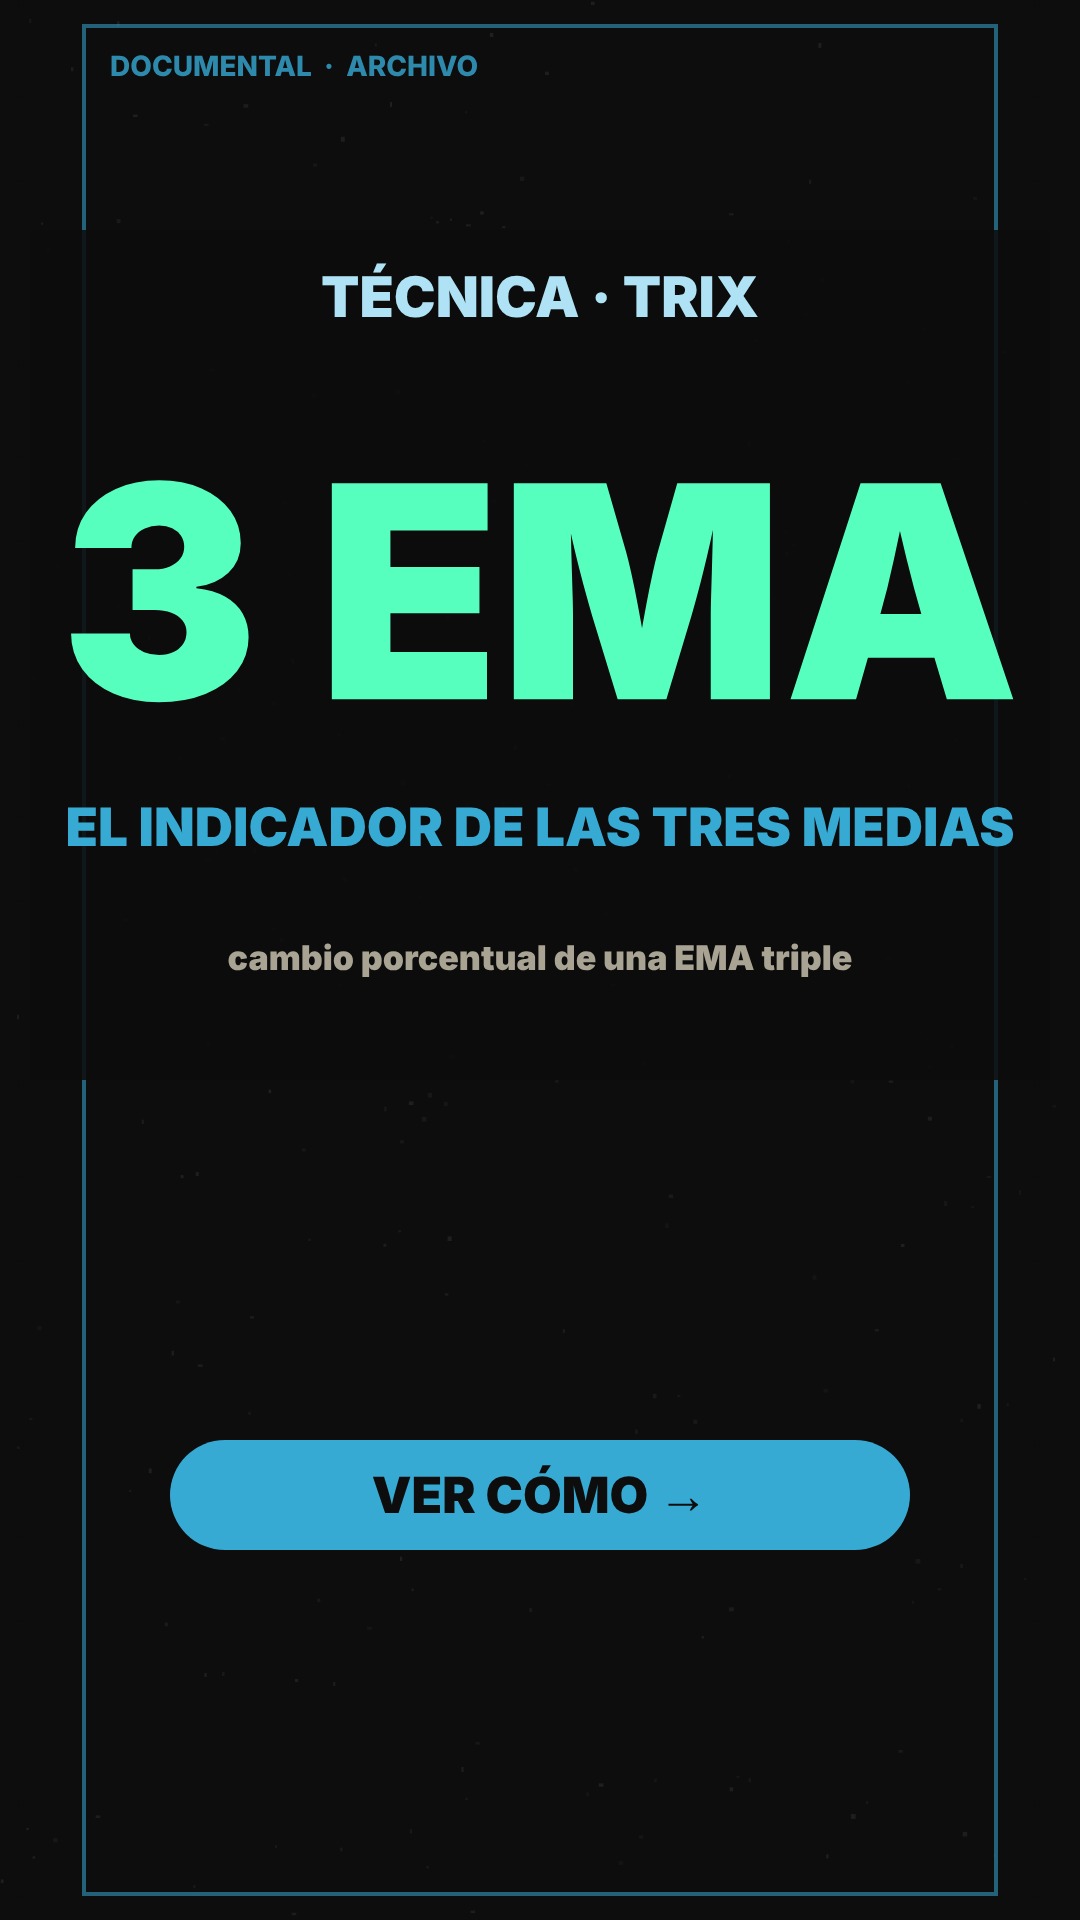 DOCUMENTAL · ARCHIVO
TÉCNICA · TRIX
3 EMA
EL INDICADOR DE LAS TRES MEDIAS
cambio porcentual de una EMA triple
VER CÓMO →